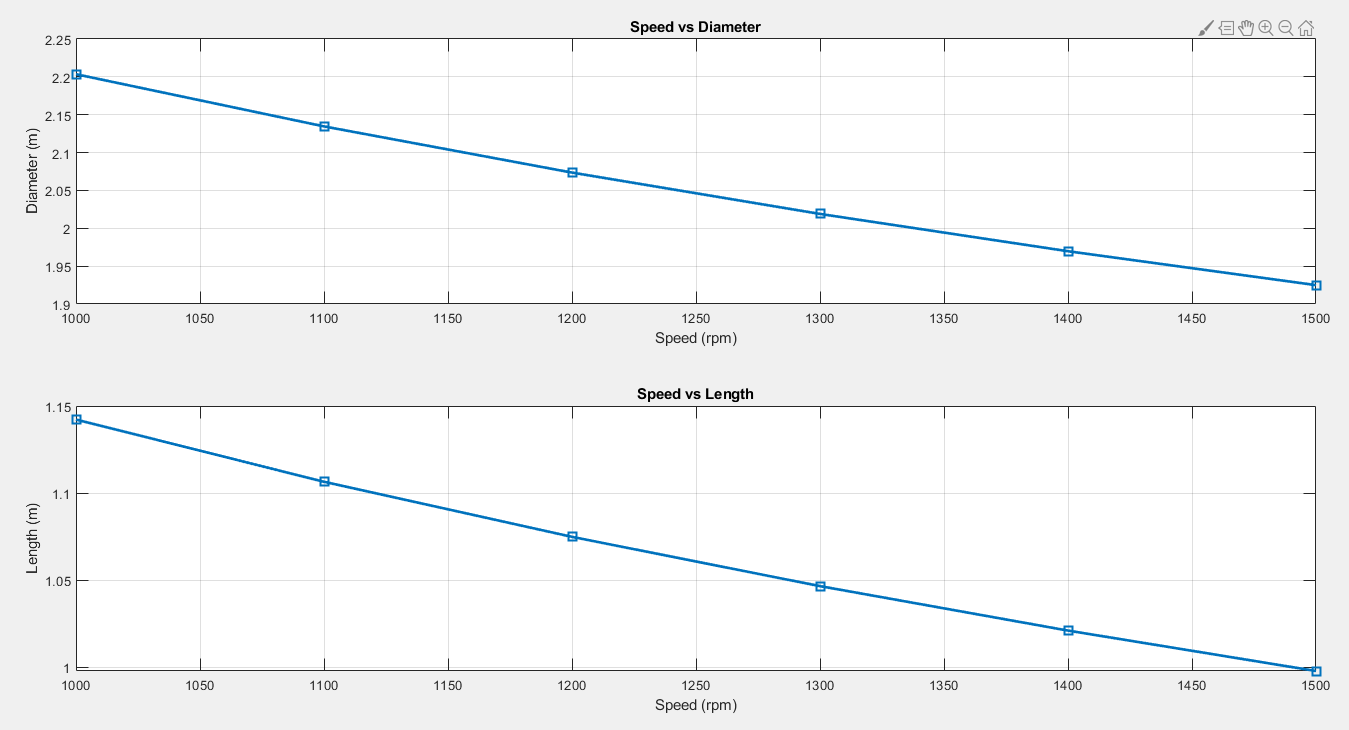 Speed vs Diameter
2.25
2.2
2.15
2.1
2.05
2
1.95
1.9
Diameter (m)
1000 1050 1100 1150 1200 1250 1300 1350 1400 1450 1500
Speed (rpm)
Speed vs Length
1.15
1.1
1.05
1
Length (m)
1000 1050 1100 1150 1200 1250 1300 1350 1400 1450 1500
Speed (rpm)